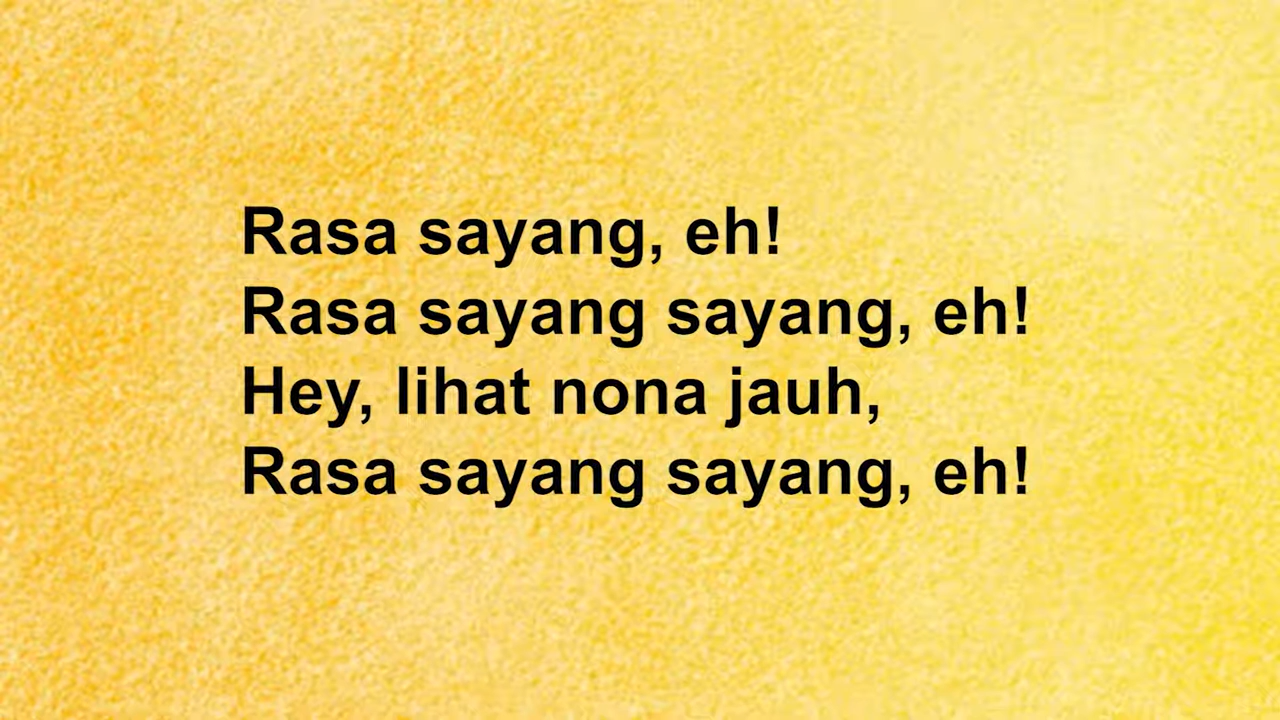 Rasa sayang, eh!
Rasa sayang sayang, eh!
Hey, lihat nona jauh,
Rasa sayang sayang, eh!